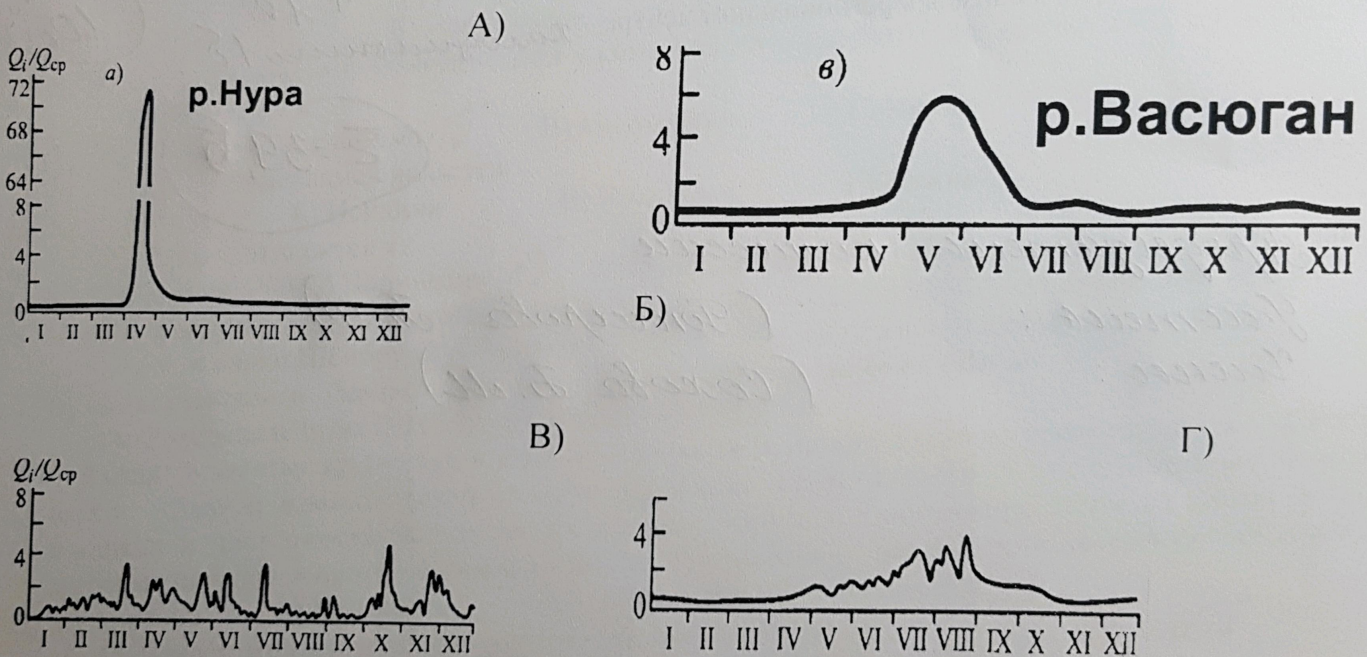 А)
Qi/Qср
а)
р.Нура
72
68
64
8
4
0
I II III IV V VI VII VIII IX X XI XII
8
в)
р.Васюган
4
0
I II III IV V VI VII VIII IX X XI XII
Б)
В)
Г)
Qi/Qср
8
4
0
I II III IV V VI VII VIII IX X XI XII
4
0
I II III IV V VI VII VIII IX X XI XII